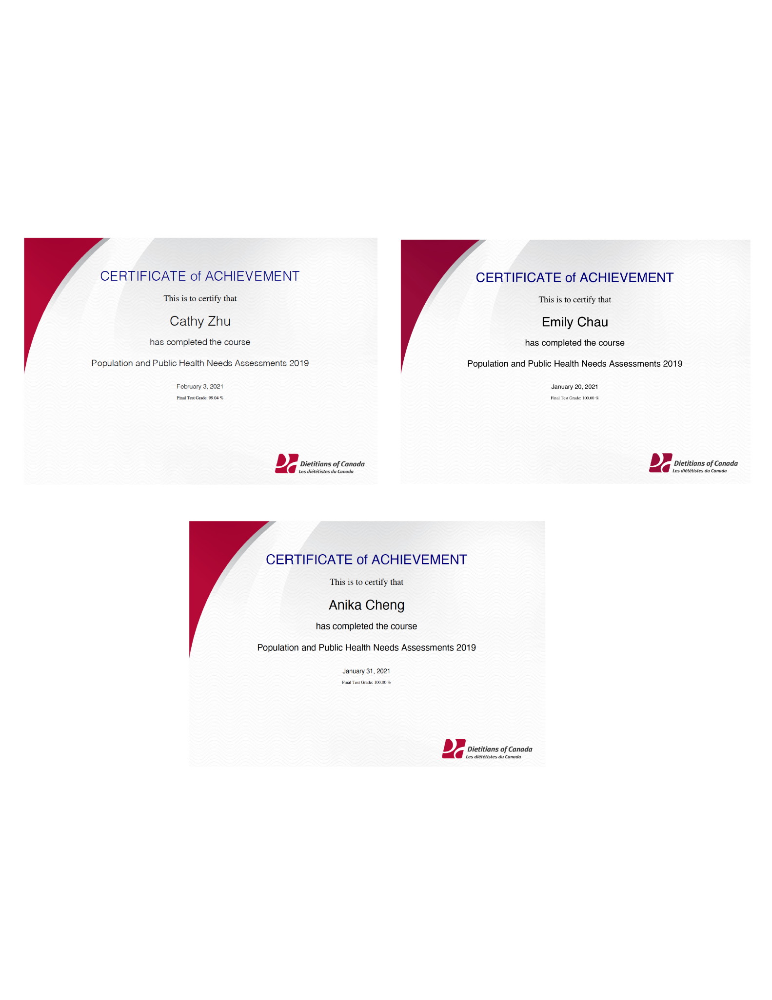 CERTIFICATE of ACHIEVEMENT
This is to certify that
Cathy Zhu
has completed the course
Population and Public Health Needs Assessments 2019
February 3, 2021
Final Test Grade: 99.04 %
Dietitians of Canada
Les diététistes du Canada
CERTIFICATE of ACHIEVEMENT
This is to certify that
Emily Chau
has completed the course
Population and Public Health Needs Assessments 2019
January 20, 2021
Final Test Grade: 100.00 %
Dietitians of Canada
Les diététistes du Canada
CERTIFICATE of ACHIEVEMENT
This is to certify that
Anika Cheng
has completed the course
Population and Public Health Needs Assessments 2019
January 31, 2021
Final Test Grade: 100.00 %
Dietitians of Canada
Les diététistes du Canada